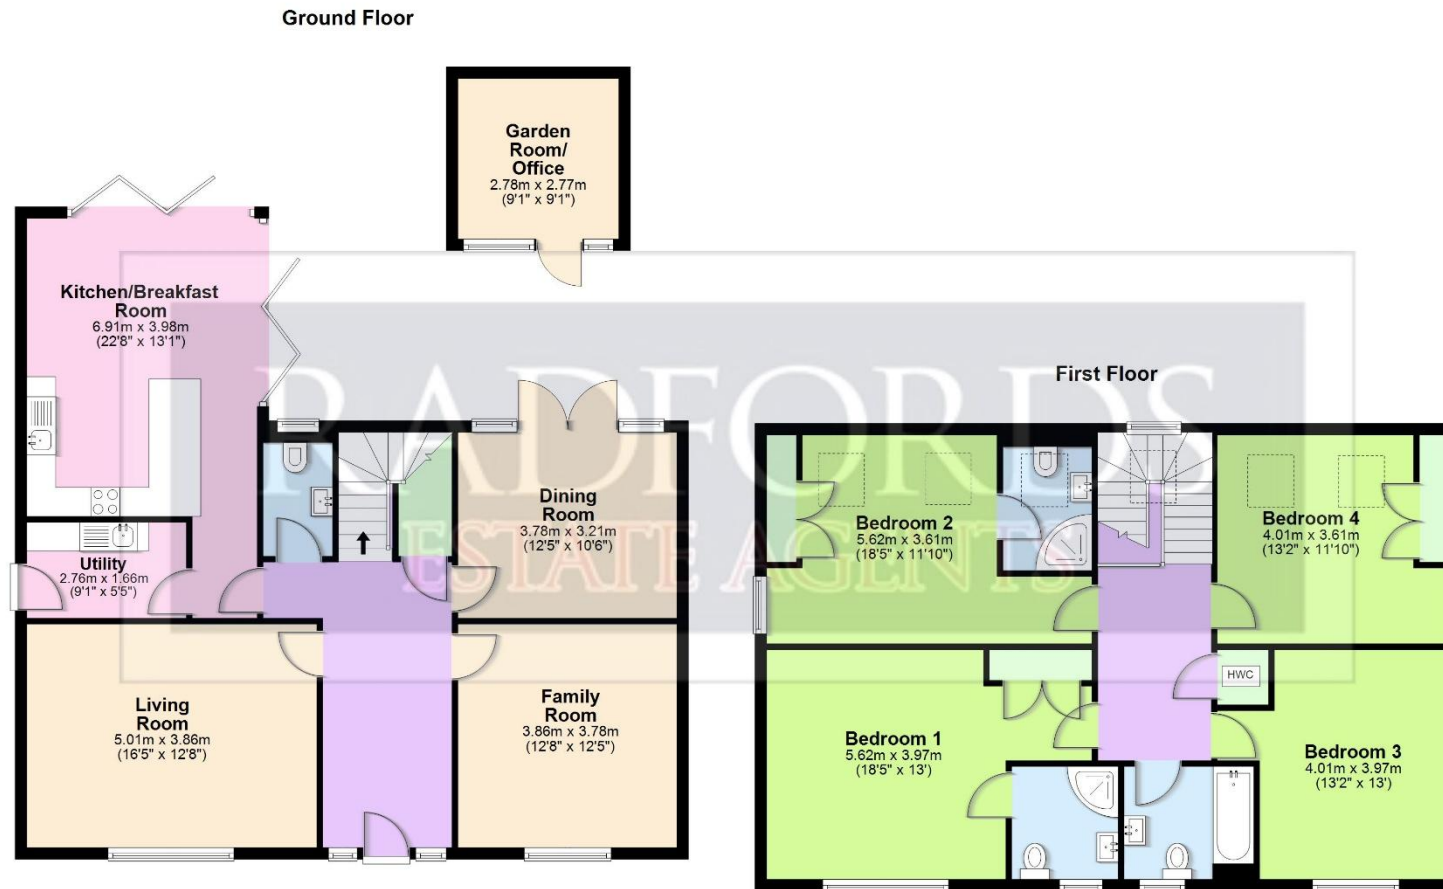 Ground Floor
Garden
Room/
Office
2.78m x 2.77m
(9'1" x 9'1")
Kitchen/Breakfast
Room
6.91m x 3.98m
(22'8" x 13'1")
Dining
Room
3.78m x 3.21m
(12'5" x 10'6")
Utility
2.76m x 1.66m
(9'1" x 5'5")
Living
Room
5.01m x 3.86m
(16'5" x 12'8")
Family
Room
3.86m x 3.78m
(12'8" x 12'5")
First Floor
Bedroom 2
5.62m x 3.61m
(18'5" x 11'10")
Bedroom 4
4.01m x 3.61m
(13'2" x 11'10")
HWC
Bedroom 1
5.62m x 3.97m
(18'5" x 13')
Bedroom 3
4.01m x 3.97m
(13'2" x 13')
RADFORDS
ESTATE AGENTS